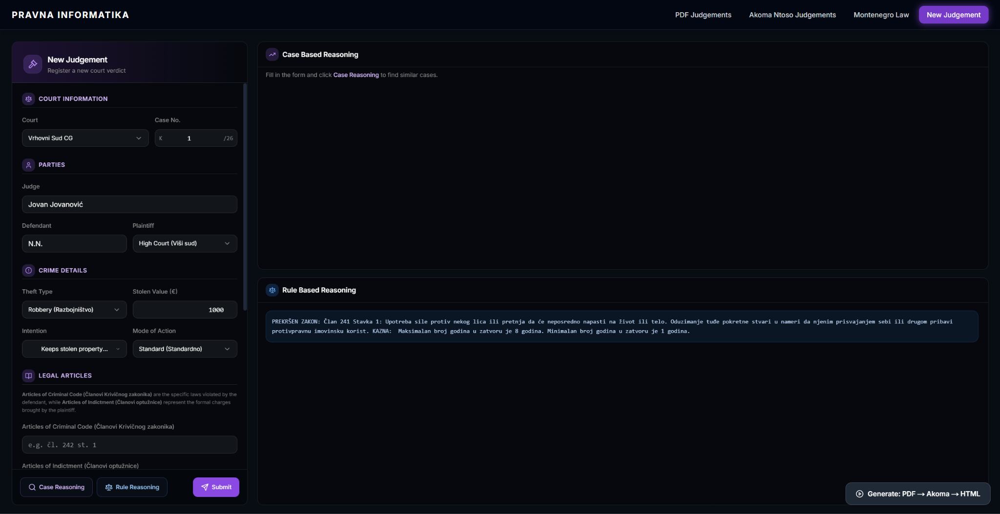 PRAVNA INFORMATIKA
PDF Judgements
Akoma Ntoso Judgements
Montenegro Law
New Judgement
New Judgement
Register a new court verdict
COURT INFORMATION
Court
Case No.
Vrhovni Sud CG
K 1 /26
PARTIES
Judge
Jovan Jovanović
Defendant
Plaintiff
N.N.
High Court (Viši sud)
CRIME DETAILS
Theft Type
Stolen Value (€)
Robbery (Razbojništvo)
1000
Intention
Mode of Action
Keeps stolen property...
Standard (Standardno)
LEGAL ARTICLES
Articles of Criminal Code (Članovi Krivičnog zakonika) are the specific laws violated by the
defendant, while Articles of Indictment (Članovi optužnice) represent the formal charges
brought by the plaintiff.
Articles of Criminal Code (Članovi Krivičnog zakonika)
e.g. čl. 242 st. 1
Articles of Indictment (Članovi optužnice)
Case Reasoning
Rule Reasoning
Submit
Case Based Reasoning
Fill in the form and click Case Reasoning to find similar cases.
Rule Based Reasoning
PREKRŠEN ZAKON: Član 241 Stavka 1: Upotreba sile protiv nekog lica ili pretnja da će neposredno napasti na život ili telo. Oduzimanje tuđe pokretne stvari u nameri da njenim prisvajanjem sebi ili drugom pribavi
protivpravnu imovinsku korist. KAZNA: Maksimalan broj godina u zatvoru je 8 godina. Minimalan broj godina u zatvoru je 1 godina.
Generate: PDF → Akoma → HTML